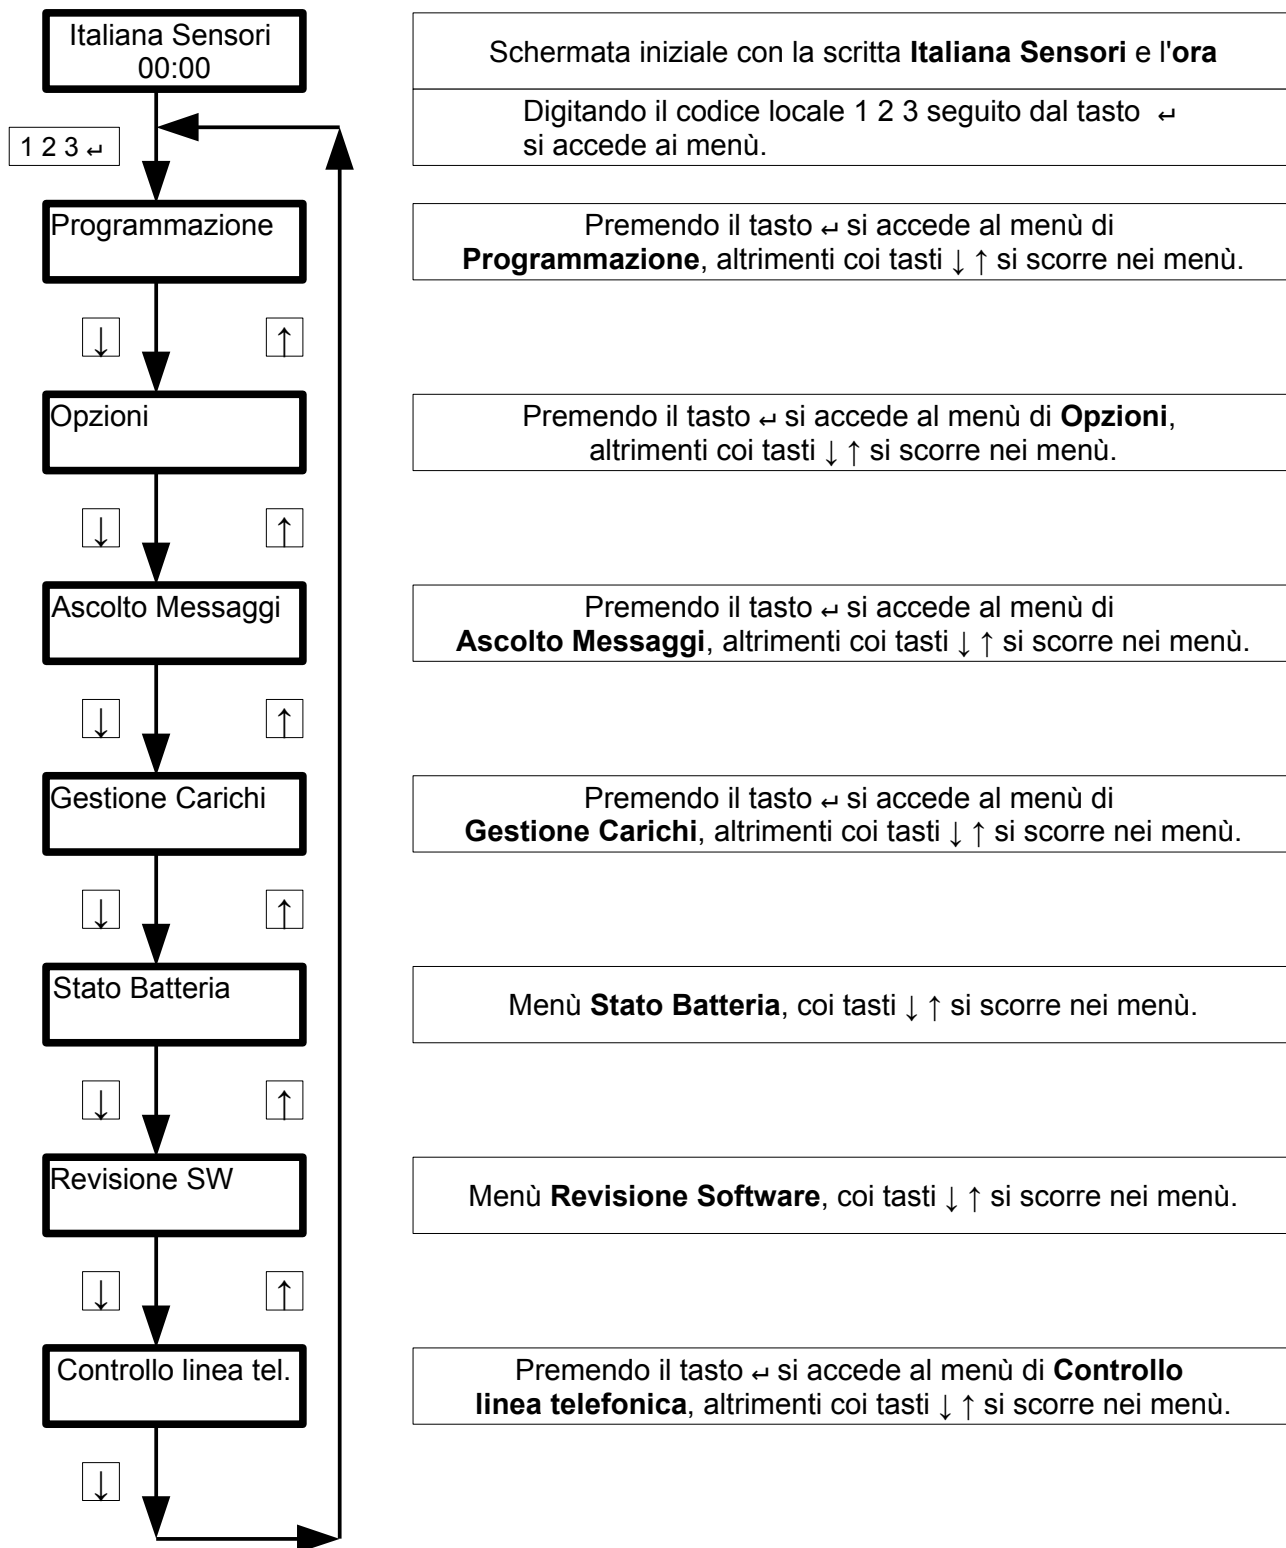 Italiana Sensori
00:00
Schermata iniziale con la scritta Italiana Sensori e l'ora
Digitando il codice locale 1 2 3 seguito dal tasto ↵
si accede ai menù.
1 2 3 ↵
Programmazione
Premendo il tasto ↵ si accede al menù di
Programmazione, altrimenti coi tasti ↓ ↑ si scorre nei menù.
↓ ↑
Opzioni
Premendo il tasto ↵ si accede al menù di Opzioni,
altrimenti coi tasti ↓ ↑ si scorre nei menù.
↓ ↑
Ascolto Messaggi
Premendo il tasto ↵ si accede al menù di
Ascolto Messaggi, altrimenti coi tasti ↓ ↑ si scorre nei menù.
↓ ↑
Gestione Carichi
Premendo il tasto ↵ si accede al menù di
Gestione Carichi, altrimenti coi tasti ↓ ↑ si scorre nei menù.
↓ ↑
Stato Batteria
Menù Stato Batteria, coi tasti ↓ ↑ si scorre nei menù.
↓ ↑
Revisione SW
Menù Revisione Software, coi tasti ↓ ↑ si scorre nei menù.
↓ ↑
Controllo linea tel.
Premendo il tasto ↵ si accede al menù di Controllo
linea telefonica, altrimenti coi tasti ↓ ↑ si scorre nei menù.
↓